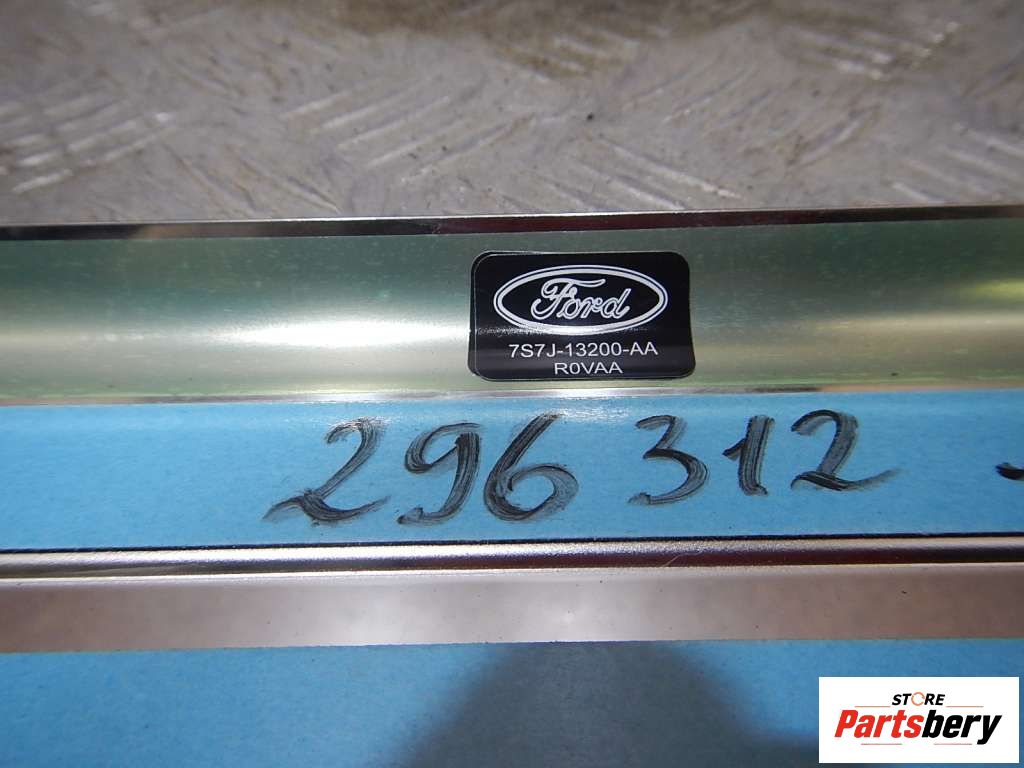 Ford
7S7J-13200-AA
R0VAA
296 312
STORE
Partsbery